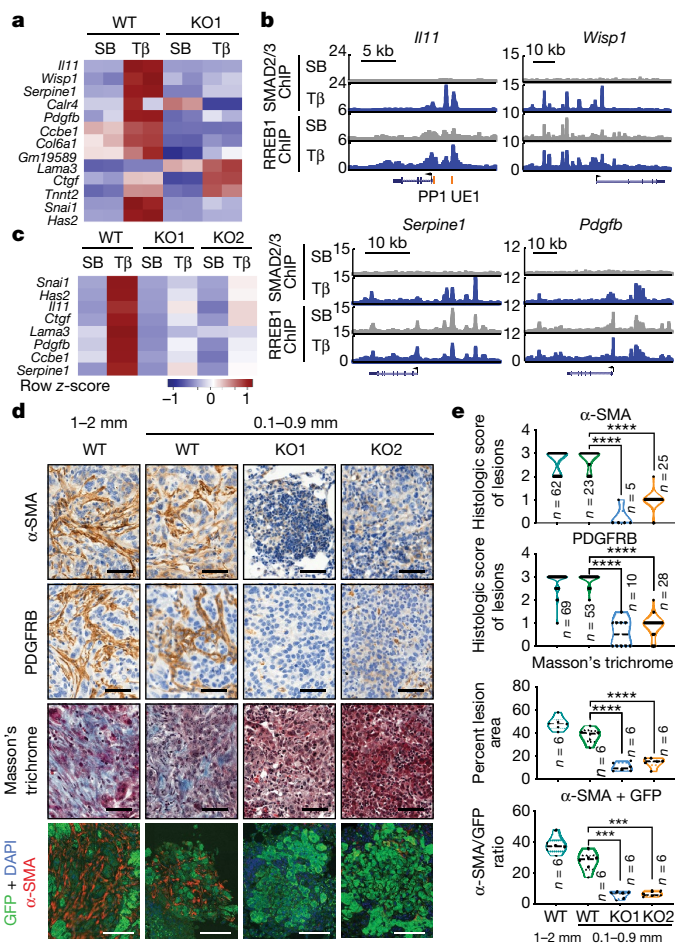 a
WT KO1
SB Tβ SB Tβ
Il11
Wisp1
Serpine1
Calr4
Pdgfb
Ccbe1
Col6a1
Gm19589
Lama3
Ctgf
Tnnt2
Snai1
Has2
b
Il11 Wisp1
24 5 kb 15 10 kb
SMAD2/3 ChIP SB Tβ
RREB1 ChIP SB Tβ
24 15
6 10
6 10
0 0
PP1 UE1
Serpine1 Pdgfb
15 10 kb 12 10 kb
SMAD2/3 ChIP SB Tβ
RREB1 ChIP SB Tβ
15 12
15 12
15 12
0 0
c
WT KO1 KO2
SB Tβ SB Tβ SB Tβ
Snai1
Has2
Il11
Ctgf
Lama3
Pdgfb
Ccbe1
Serpine1
Row z-score
−1 0 1
d
1–2 mm 0.1–0.9 mm
WT WT KO1 KO2
α-SMA
PDGFRB
Masson's trichrome
GFP + DAPI
α-SMA
e
α-SMA
Histologic score of lesions
4
3
2
1
0
**** ****
n = 62 n = 23 n = 5 n = 25
PDGFRB
Histologic score of lesions
4
3
2
1
0
**** ****
n = 69 n = 53 n = 10 n = 28
Masson's trichrome
Percent lesion area
80
60
40
20
0
**** ****
n = 6 n = 6 n = 6 n = 6
α-SMA + GFP
α-SMA/GFP ratio
60
40
20
0
*** ***
n = 6 n = 6 n = 6 n = 6
WT WT KO1 KO2
1–2 mm 0.1–0.9 mm